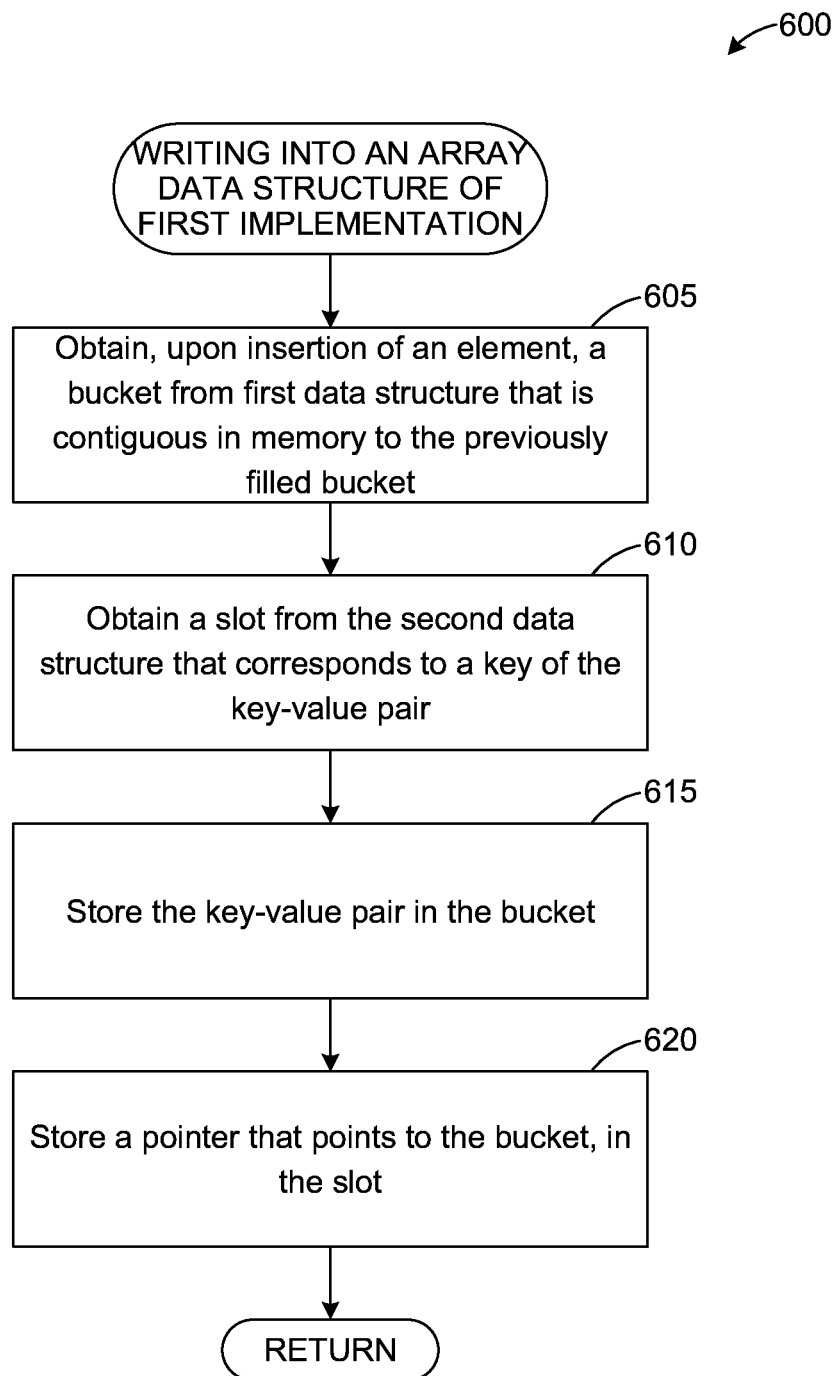 600
WRITING INTO AN ARRAY
DATA STRUCTURE OF
FIRST IMPLEMENTATION
605
Obtain, upon insertion of an element, a
bucket from first data structure that is
contiguous in memory to the previously
filled bucket
610
Obtain a slot from the second data
structure that corresponds to a key of the
key-value pair
615
Store the key-value pair in the bucket
620
Store a pointer that points to the bucket, in
the slot
RETURN